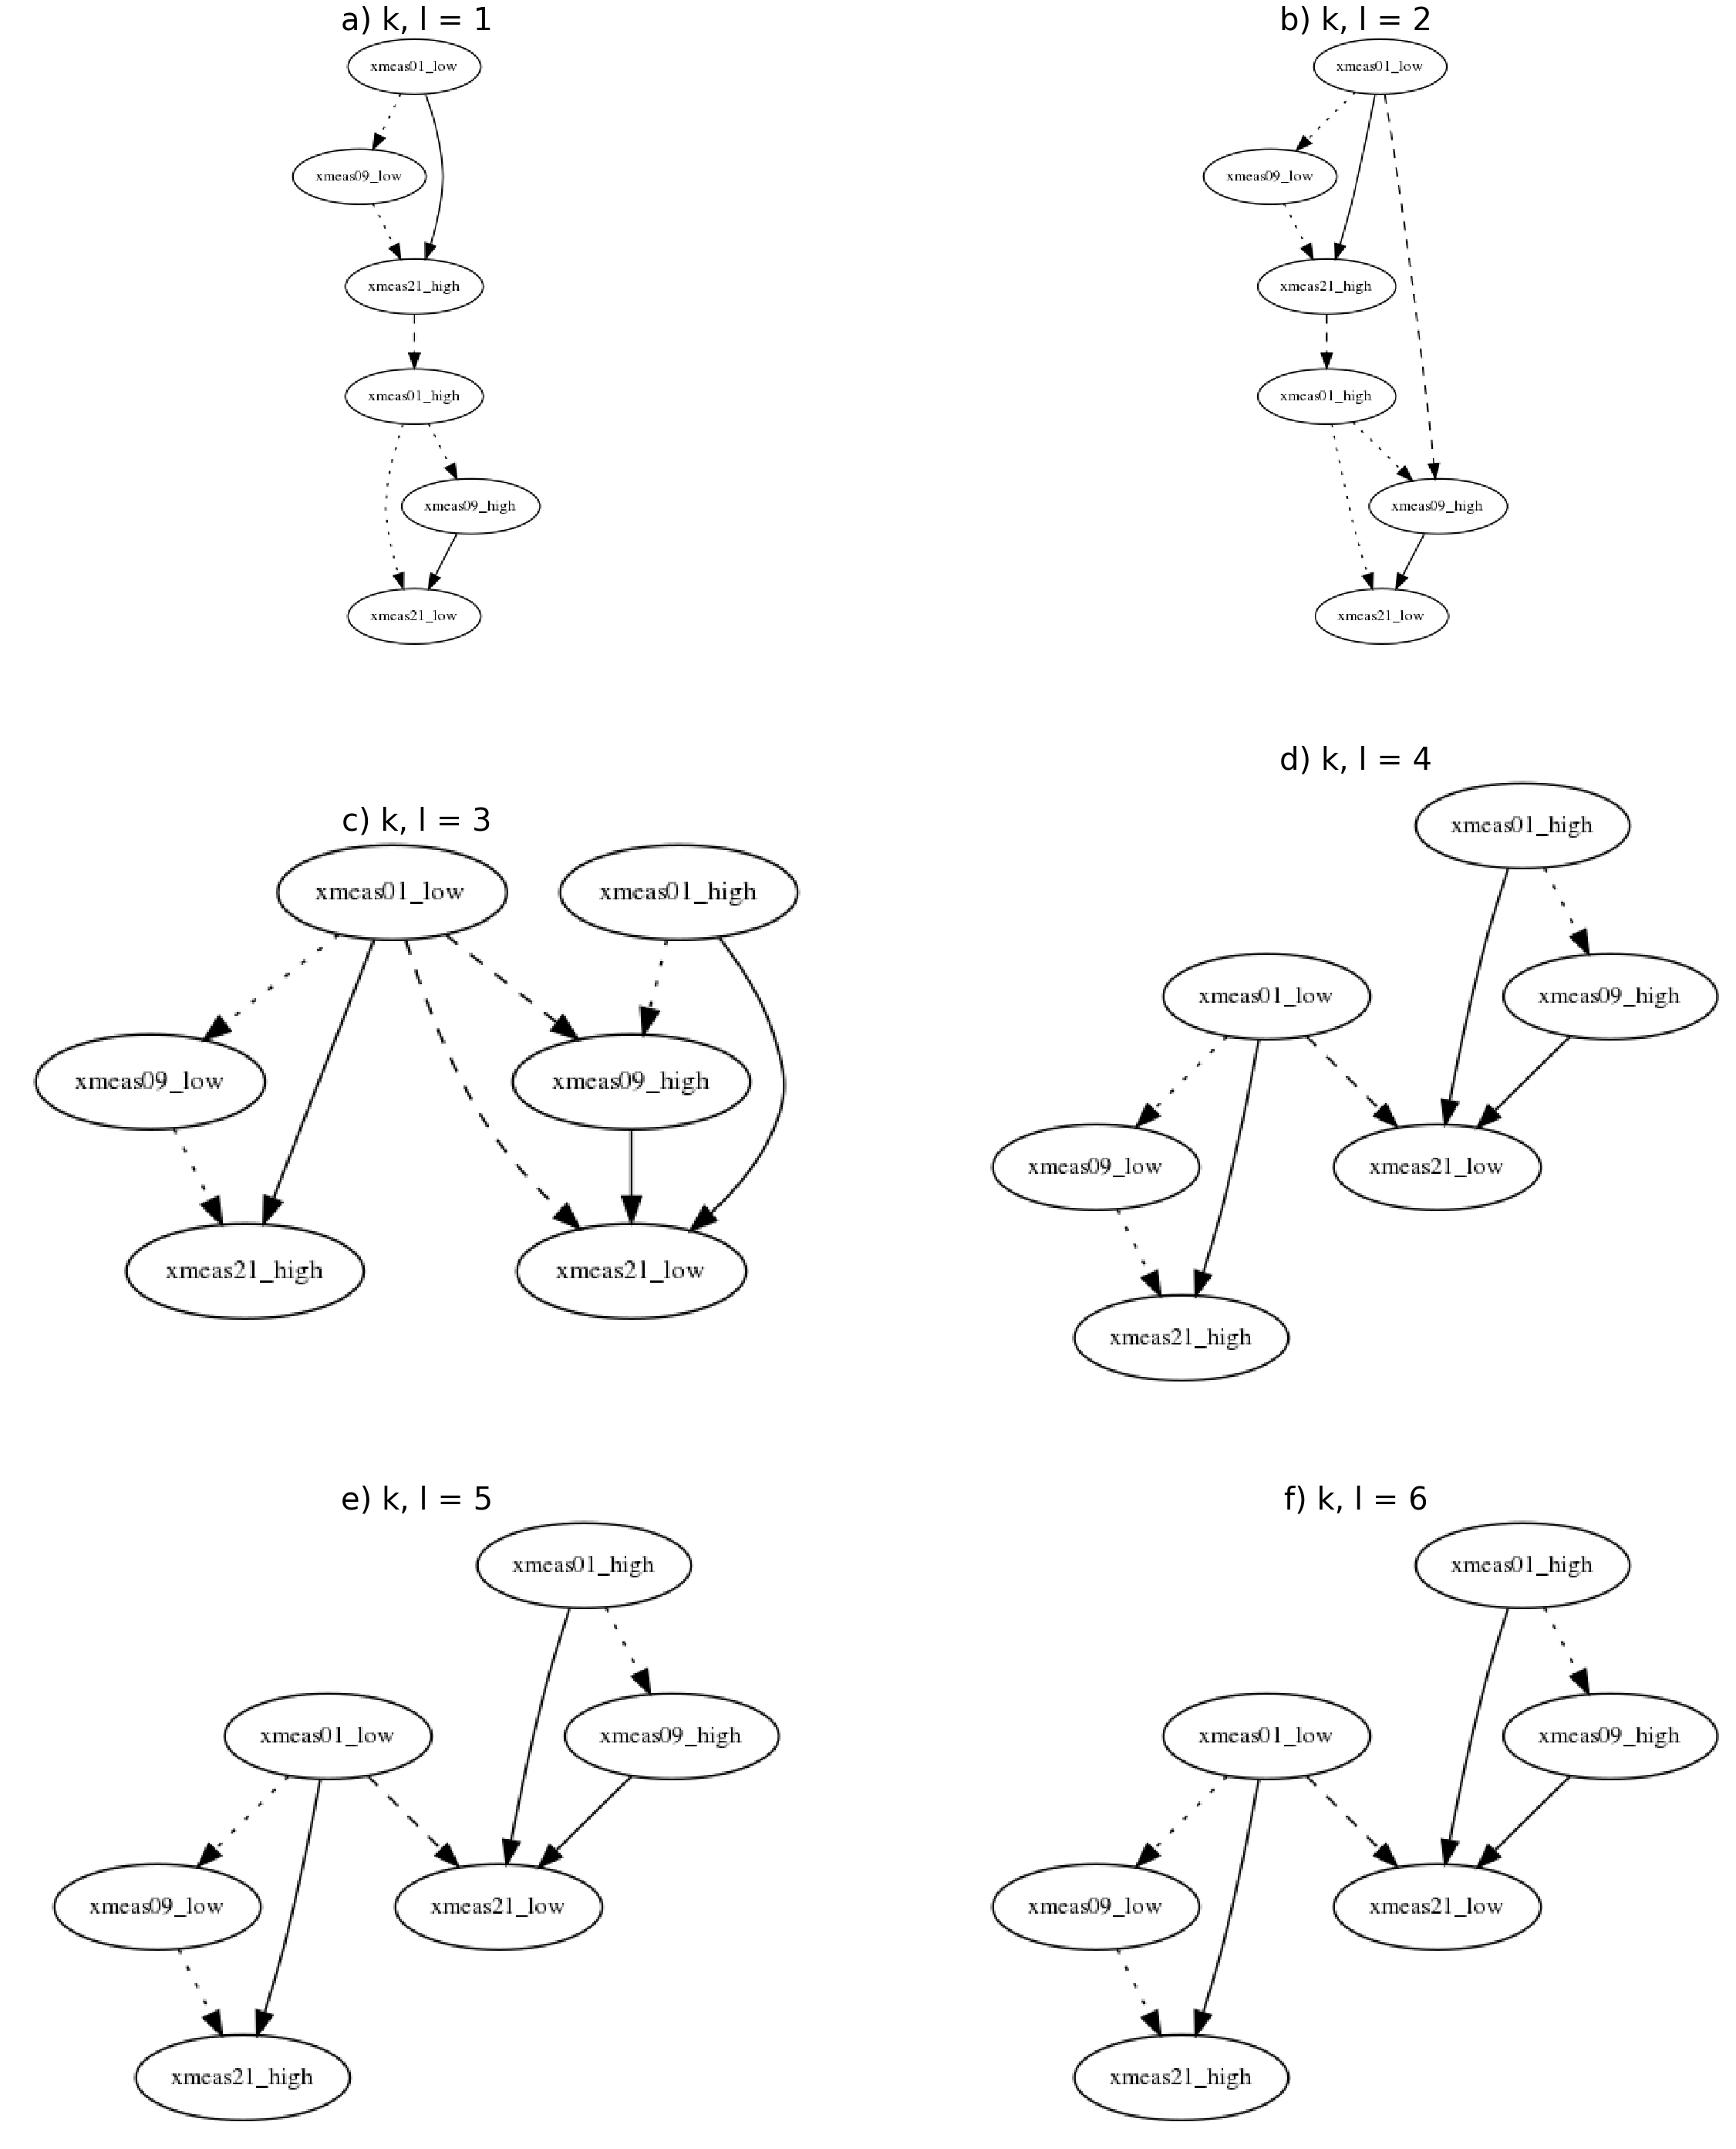 a) k, l = 1
xmeas01_low
xmeas09_low
xmeas21_high
xmeas01_high
xmeas09_high
xmeas21_low
b) k, l = 2
xmeas01_low
xmeas09_low
xmeas21_high
xmeas01_high
xmeas09_high
xmeas21_low
c) k, l = 3
xmeas01_low
xmeas01_high
xmeas09_low
xmeas09_high
xmeas21_high
xmeas21_low
d) k, l = 4
xmeas01_high
xmeas01_low
xmeas09_high
xmeas09_low
xmeas21_low
xmeas21_high
e) k, l = 5
xmeas01_high
xmeas01_low
xmeas09_high
xmeas09_low
xmeas21_low
xmeas21_high
f) k, l = 6
xmeas01_high
xmeas01_low
xmeas09_high
xmeas09_low
xmeas21_low
xmeas21_high